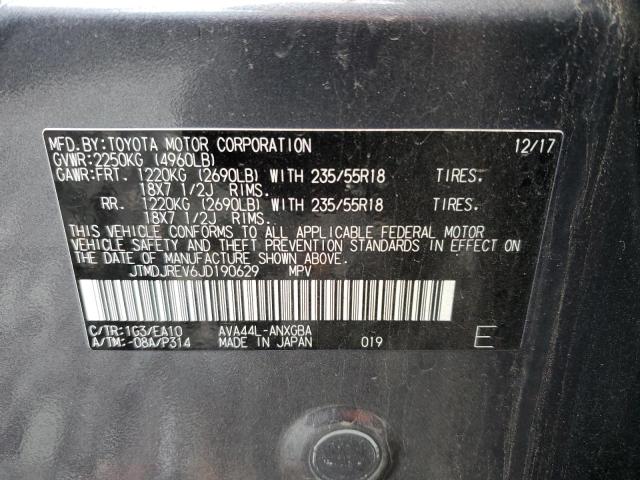 MFD.BY:TOYOTA MOTOR CORPORATION 12/17
GVWR:2250KG (4960LB)
GAWR:FRT. 1220KG (2690LB) WITH 235/55R18 TIRES.
18X7 1/2J RIMS.
RR. 1220KG (2690LB) WITH 235/55R18 TIRES.
18X7 1/2J RIMS.
THIS VEHICLE CONFORMS TO ALL APPLICABLE FEDERAL MOTOR
VEHICLE SAFETY AND THEFT PREVENTION STANDARDS IN EFFECT ON
THE DATE OF MANUFACTURE SHOWN ABOVE.
JTMDJREV6JD190629 MPV
C/TR:1G3/EA10 AVA44L-ANXGBA
A/TM:-08A/P314 MADE IN JAPAN 019 E